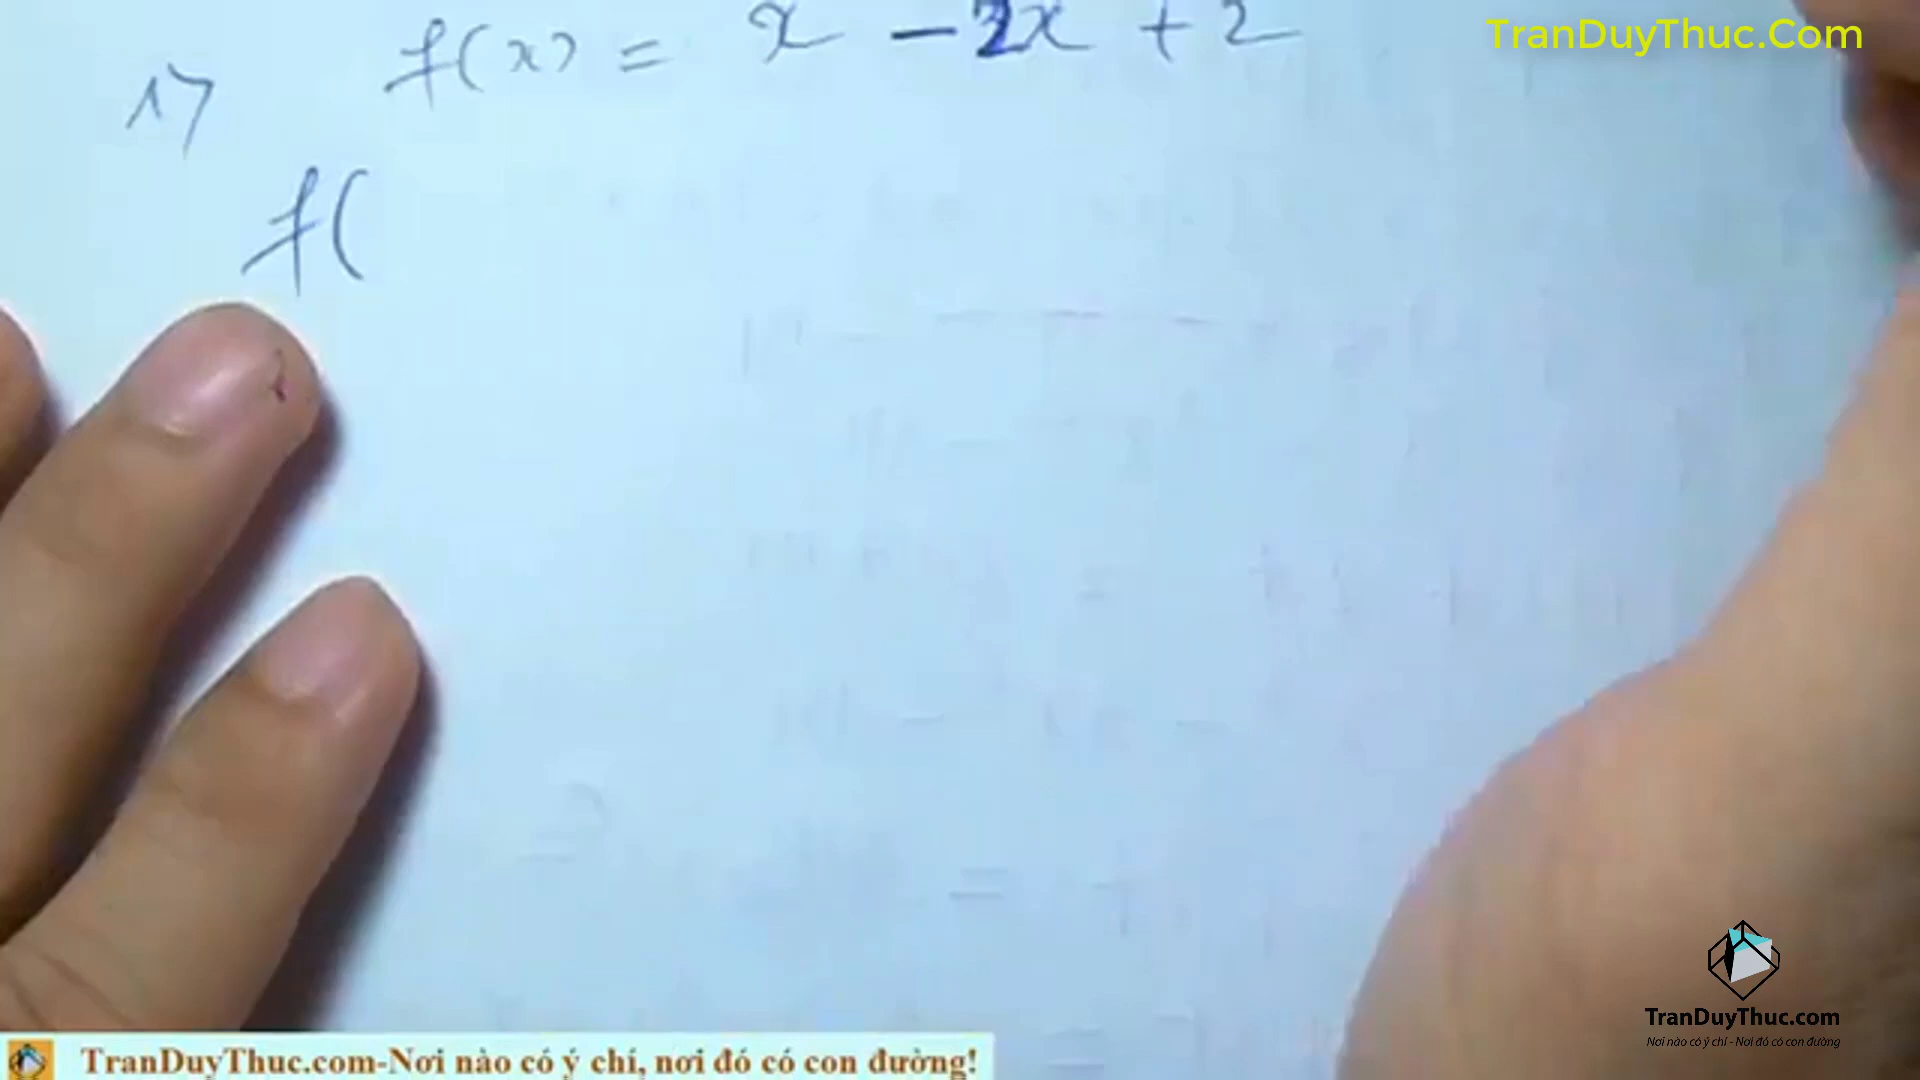 TranDuyThuc.Com
f(x) = x - 2x + 2
1)
f(
TranDuyThuc.com
Nơi nào có ý chí - Nơi đó có con đường
TranDuyThuc.com-Nơi nào có ý chí, nơi đó có con đường!